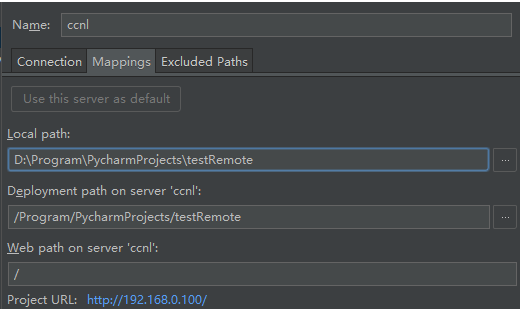 Name: ccnl
Connection Mappings Excluded Paths
Use this server as default
Local path:
D:\Program\PycharmProjects\testRemote ...
Deployment path on server 'ccnl':
/Program/PycharmProjects/testRemote ...
Web path on server 'ccnl':
/
Project URL: http://192.168.0.100/